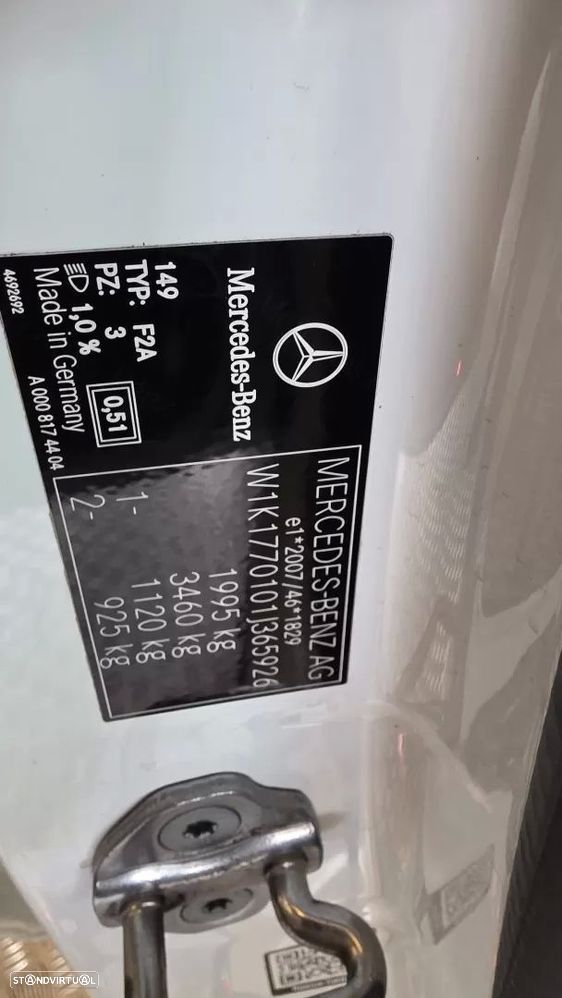 Mercedes-Benz
149
TYP: F2A
PZ: 3
1,0 %
0,51
Made in Germany
4692692
A 000 817 44 04
MERCEDES-BENZ AG
e1*2007/46*1829
W1K1770101J365926
1995 kg
3460 kg
1- 1120 kg
2- 925 kg
STANDVIRTUAL